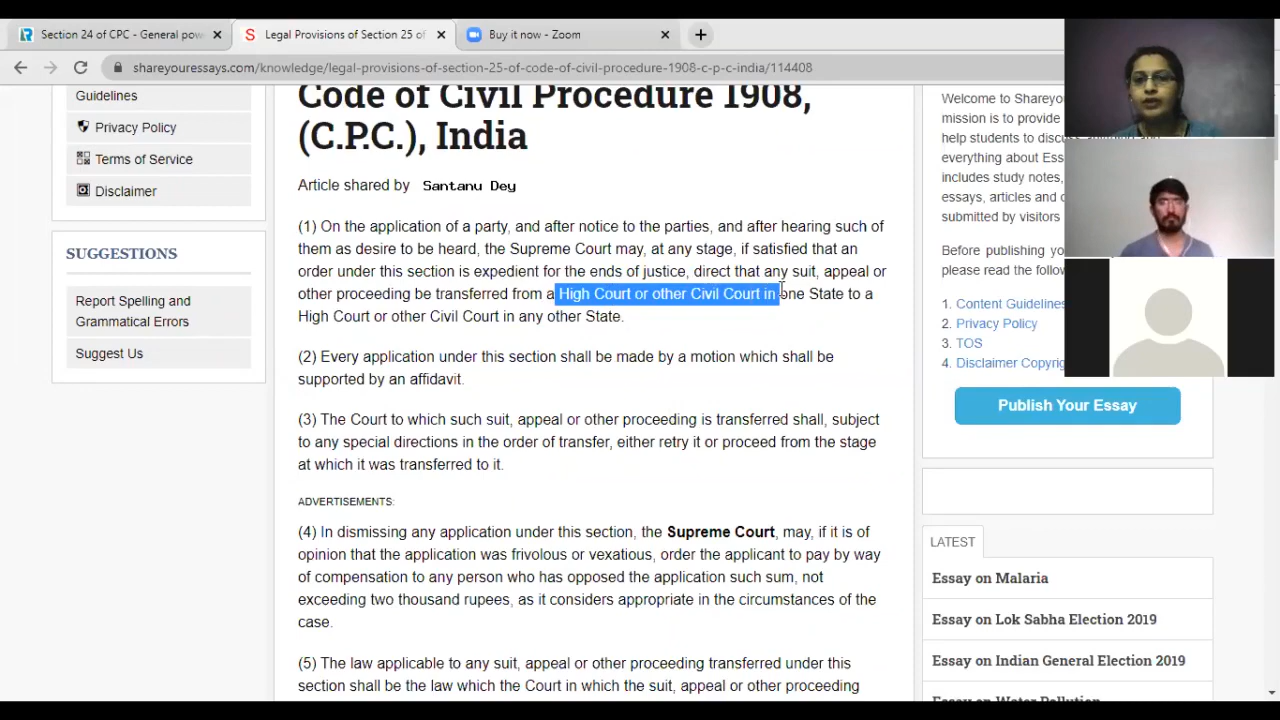 Section 24 of CPC - General pow
Legal Provisions of Section 25 of
Buy it now - Zoom
shareyouressays.com/knowledge/legal-provisions-of-section-25-of-code-of-civil-procedure-1908-c-p-c-india/114408
Guidelines
Privacy Policy
Terms of Service
Disclaimer
SUGGESTIONS
Report Spelling and
Grammatical Errors
Suggest Us
Code of Civil Procedure 1908,
(C.P.C.), India
Article shared by Santanu Dey
(1) On the application of a party, and after notice to the parties, and after hearing such of
them as desire to be heard, the Supreme Court may, at any stage, if satisfied that an
order under this section is expedient for the ends of justice, direct that any suit, appeal or
other proceeding be transferred from a High Court or other Civil Court in one State to a
High Court or other Civil Court in any other State.
(2) Every application under this section shall be made by a motion which shall be
supported by an affidavit.
(3) The Court to which such suit, appeal or other proceeding is transferred shall, subject
to any special directions in the order of transfer, either retry it or proceed from the stage
at which it was transferred to it.
ADVERTISEMENTS:
(4) In dismissing any application under this section, the Supreme Court, may, if it is of
opinion that the application was frivolous or vexatious, order the applicant to pay by way
of compensation to any person who has opposed the application such sum, not
exceeding two thousand rupees, as it considers appropriate in the circumstances of the
case.
(5) The law applicable to any suit, appeal or other proceeding transferred under this
section shall be the law which the Court in which the suit, appeal or other proceeding
Welcome to Shareyou
mission is to provide
help students to discuss
everything about Ess
includes study notes,
essays, articles and o
submitted by visitors
Before publishing yo
please read the follow
1. Content Guidelines
2. Privacy Policy
3. TOS
4. Disclaimer Copyrig
Publish Your Essay
LATEST
Essay on Malaria
Essay on Lok Sabha Election 2019
Essay on Indian General Election 2019
Essay on Water Pollution